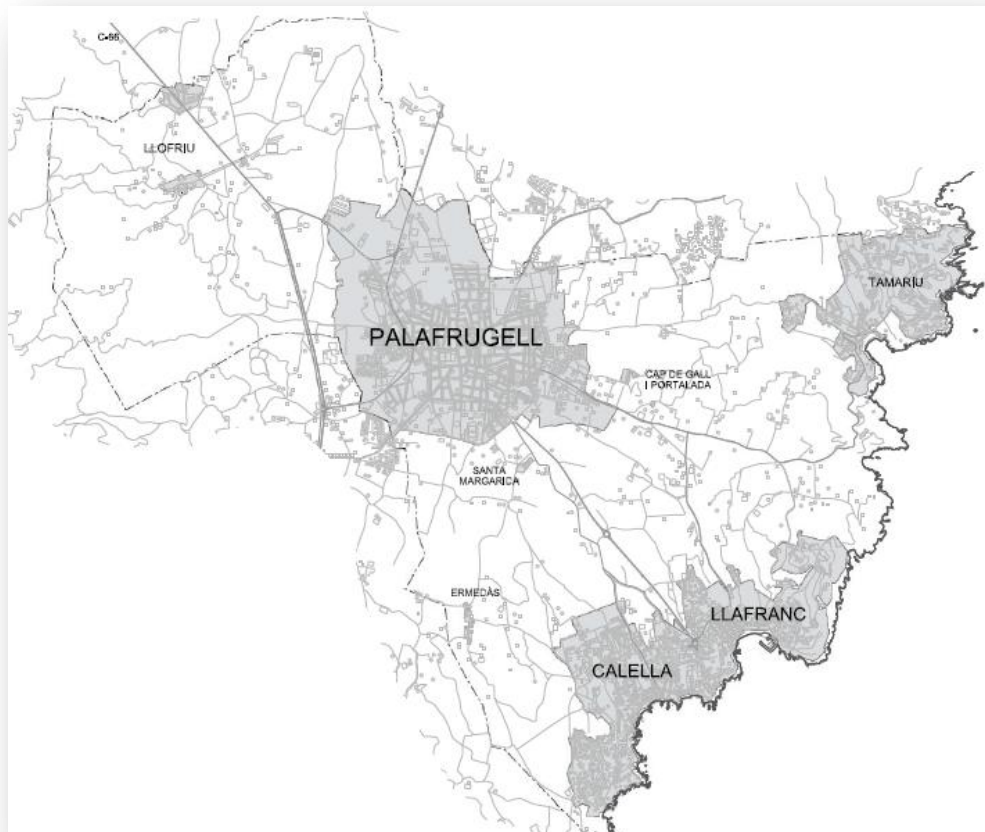 C-66
LLOFRIU
TAMARIU
PALAFRUGELL
CAP DE GALL
I PORTALADA
SANTA
MARGARIDA
ERMEDÀS
LLAFRANC
CALELLA